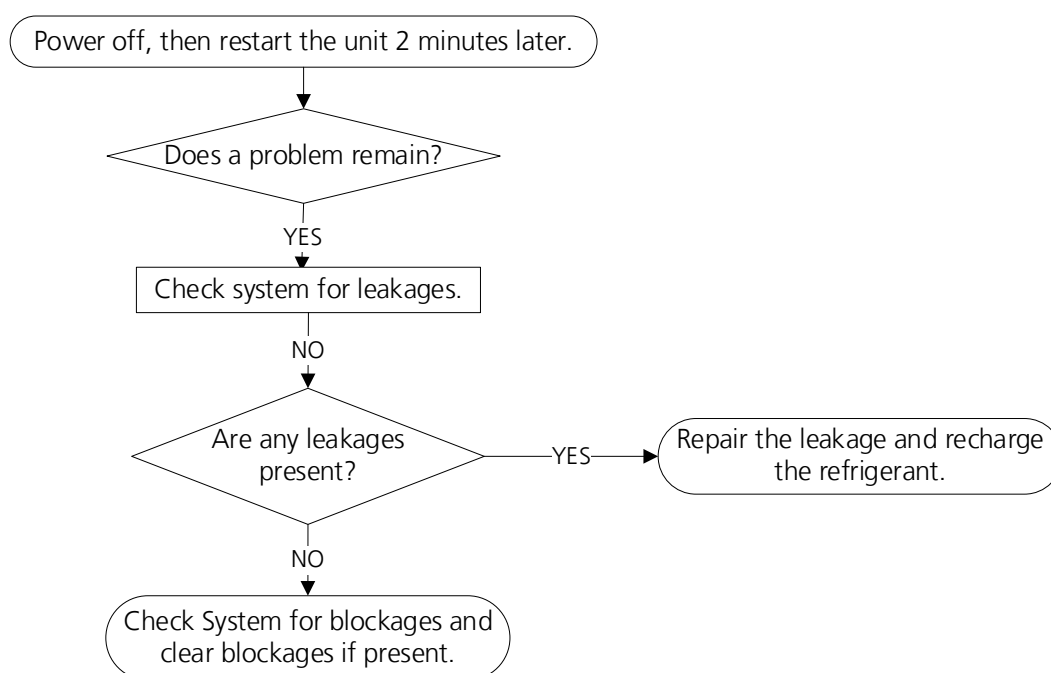 Power off, then restart the unit 2 minutes later.
Does a problem remain?
YES
Check system for leakages.
NO
Are any leakages
present?
YES
Repair the leakage and recharge
the refrigerant.
NO
Check System for blockages and
clear blockages if present.